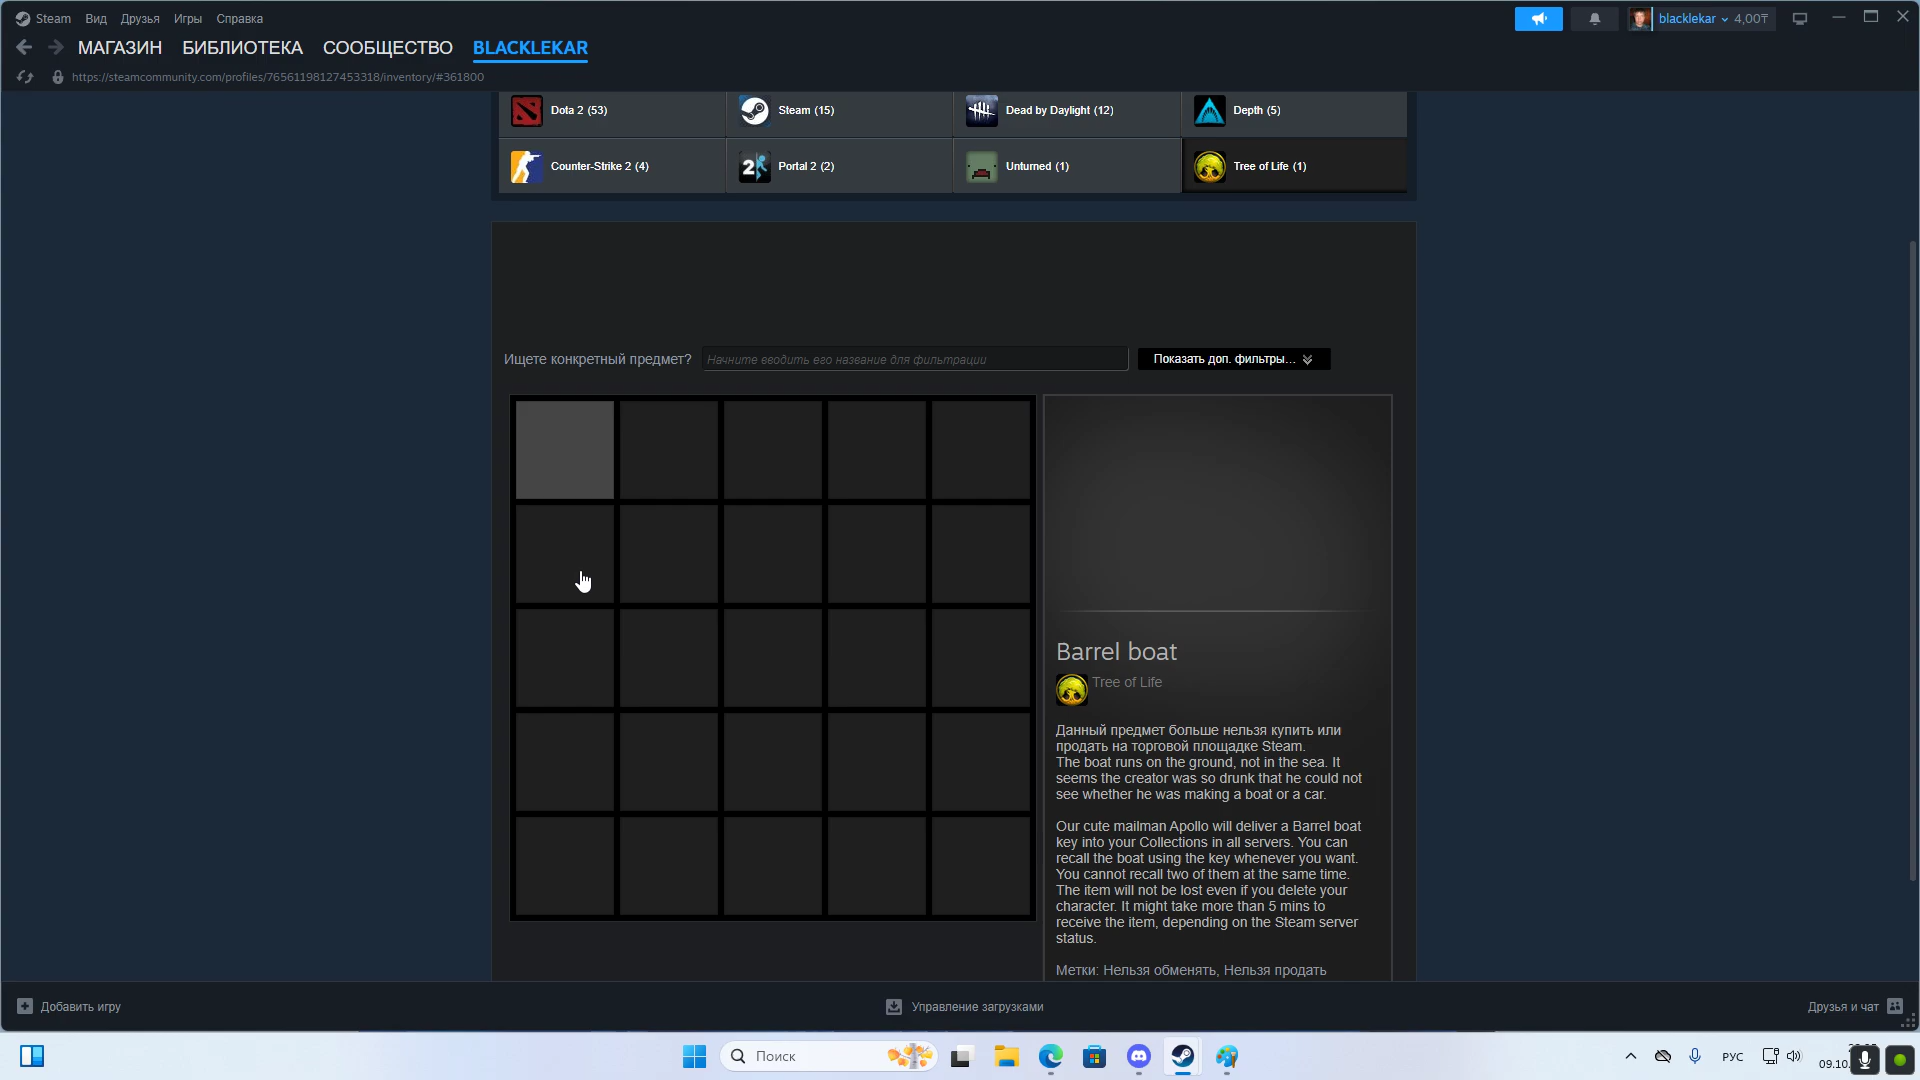 Steam Вид Друзья Игры Справка
blacklekar 4,00₸
МАГАЗИН БИБЛИОТЕКА СООБЩЕСТВО BLACKLEKAR
https://steamcommunity.com/profiles/76561198127453318/inventory/#361800
Dota 2 (53) Steam (15) Dead by Daylight (12) Depth (5)
Counter-Strike 2 (4) Portal 2 (2) Unturned (1) Tree of Life (1)
Ищете конкретный предмет? Начните вводить его название для фильтрации Показать доп. фильтры...
Barrel boat
Tree of Life
Данный предмет больше нельзя купить или
продать на торговой площадке Steam.
The boat runs on the ground, not in the sea. It
seems the creator was so drunk that he could not
see whether he was making a boat or a car.
Our cute mailman Apollo will deliver a Barrel boat
key into your Collections in all servers. You can
recall the boat using the key whenever you want.
You cannot recall two of them at the same time.
The item will not be lost even if you delete your
character. It might take more than 5 mins to
receive the item, depending on the Steam server
status.
Метки: Нельзя обменять, Нельзя продать
Добавить игру Управление загрузками Друзья и чат
Поиск РУС
09.10